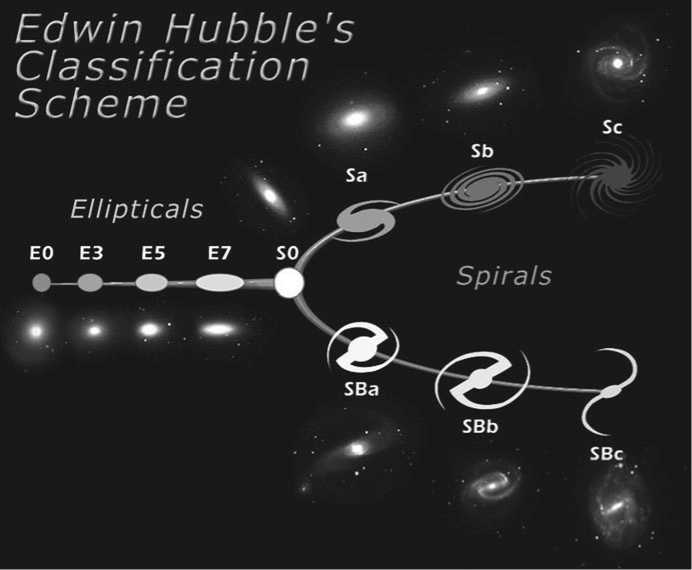 Edwin Hubble's
Classification
Scheme
Sc
Sb
Sa
Ellipticals
E0 E3 E5 E7 S0
Spirals
SBa
SBb
SBc